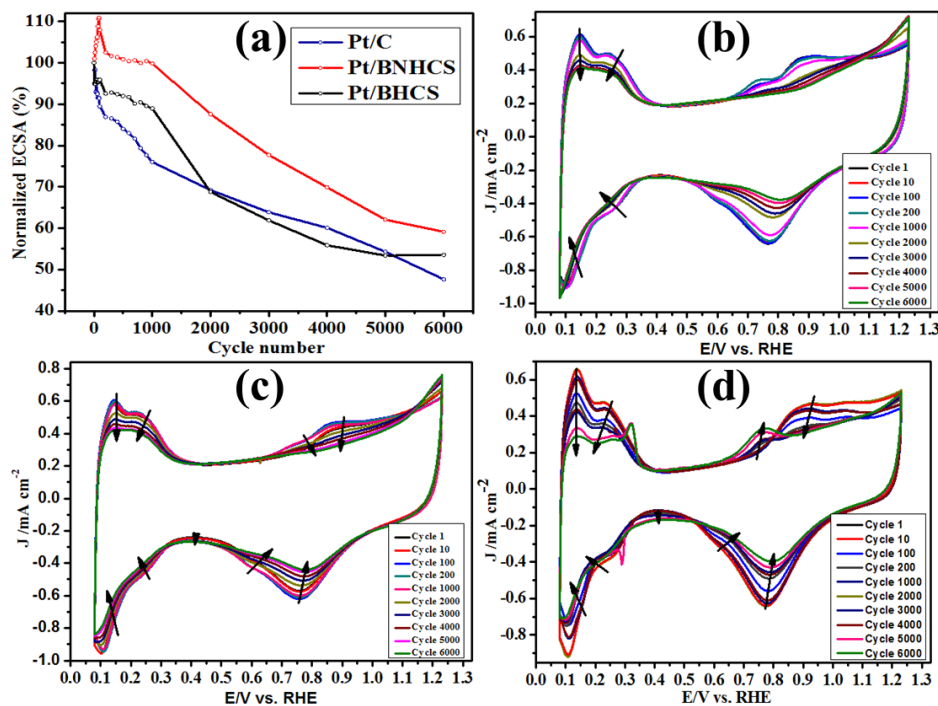 (a)
Pt/C
Pt/BNHCS
Pt/BHCS
Normalized ECSA (%)
110
100
90
80
70
60
50
40
0 1000 2000 3000 4000 5000 6000
Cycle number
(b)
J /mA cm-2
0.6
0.4
0.2
0.0
-0.2
-0.4
-0.6
-0.8
-1.0
0.0 0.1 0.2 0.3 0.4 0.5 0.6 0.7 0.8 0.9 1.0 1.1 1.2 1.3
E/V vs. RHE
Cycle 1
Cycle 10
Cycle 100
Cycle 200
Cycle 1000
Cycle 2000
Cycle 3000
Cycle 4000
Cycle 5000
Cycle 6000
(c)
J /mA cm-2
0.8
0.6
0.4
0.2
0.0
-0.2
-0.4
-0.6
-0.8
-1.0
0.0 0.1 0.2 0.3 0.4 0.5 0.6 0.7 0.8 0.9 1.0 1.1 1.2 1.3
E/V vs. RHE
Cycle 1
Cycle 10
Cycle 100
Cycle 200
Cycle 1000
Cycle 2000
Cycle 3000
Cycle 4000
Cycle 5000
Cycle 6000
(d)
J /mA cm-2
0.6
0.4
0.2
0.0
-0.2
-0.4
-0.6
-0.8
0.0 0.1 0.2 0.3 0.4 0.5 0.6 0.7 0.8 0.9 1.0 1.1 1.2 1.3
E/V vs. RHE
Cycle 1
Cycle 10
Cycle 100
Cycle 200
Cycle 1000
Cycle 2000
Cycle 3000
Cycle 4000
Cycle 5000
Cycle 6000